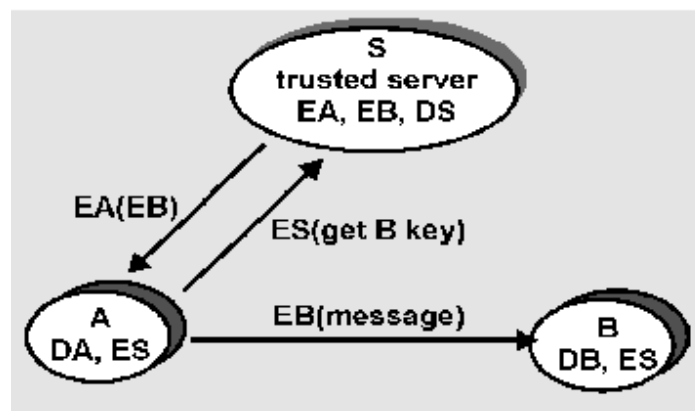 S
trusted server
EA, EB, DS
EA(EB)
ES(get B key)
A
DA, ES
EB(message)
B
DB, ES